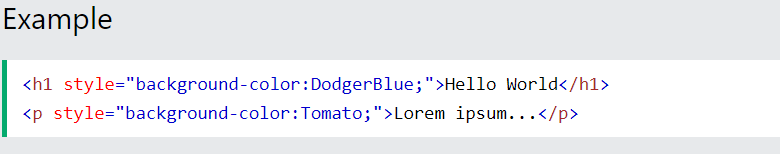 Example
<h1 style="background-color:DodgerBlue;">Hello World</h1>
<p style="background-color:Tomato;">Lorem ipsum...</p>